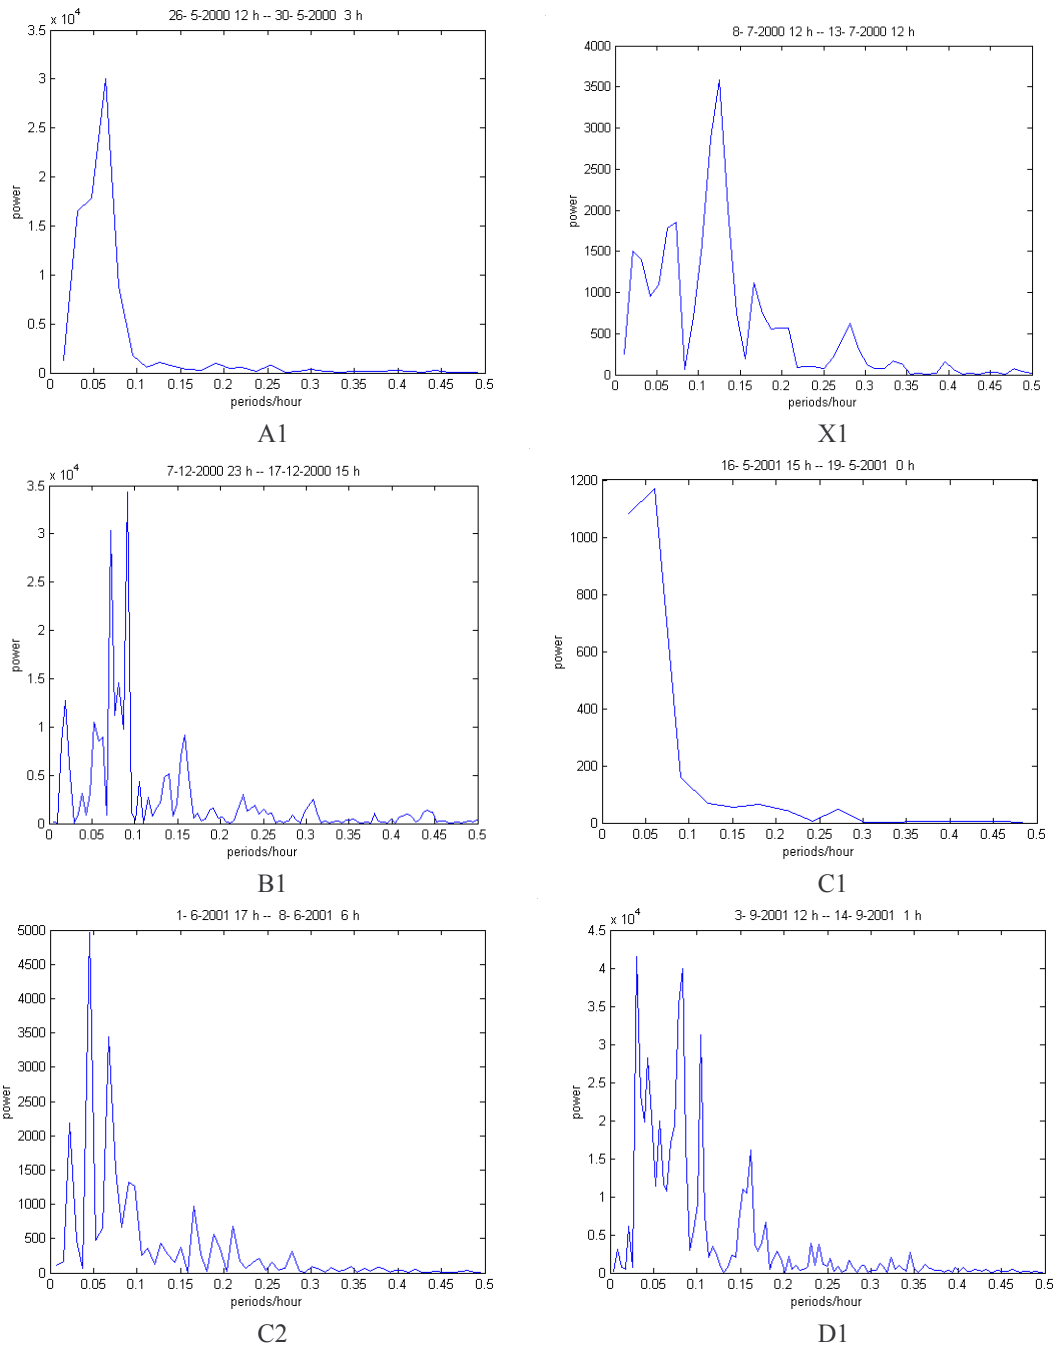 26- 5-2000 12 h -- 30- 5-2000  3 h
x 10^4
3.5
3
2.5
2
1.5
1
0.5
0
power
0 0.05 0.1 0.15 0.2 0.25 0.3 0.35 0.4 0.45 0.5
periods/hour
A1
8- 7-2000 12 h -- 13- 7-2000 12 h
4000
3500
3000
2500
2000
1500
1000
500
0
power
0 0.05 0.1 0.15 0.2 0.25 0.3 0.35 0.4 0.45 0.5
periods/hour
X1
7-12-2000 23 h -- 17-12-2000 15 h
x 10^4
3.5
3
2.5
2
1.5
1
0.5
0
power
0 0.05 0.1 0.15 0.2 0.25 0.3 0.35 0.4 0.45 0.5
periods/hour
B1
16- 5-2001 15 h -- 19- 5-2001  0 h
1200
1000
800
600
400
200
0
power
0 0.05 0.1 0.15 0.2 0.25 0.3 0.35 0.4 0.45 0.5
periods/hour
C1
1- 6-2001 17 h --  8- 6-2001  6 h
5000
4500
4000
3500
3000
2500
2000
1500
1000
500
0
power
0 0.05 0.1 0.15 0.2 0.25 0.3 0.35 0.4 0.45 0.5
periods/hour
C2
3- 9-2001 12 h -- 14- 9-2001  1 h
x 10^4
4.5
4
3.5
3
2.5
2
1.5
1
0.5
0
power
0 0.05 0.1 0.15 0.2 0.25 0.3 0.35 0.4 0.45 0.5
periods/hour
D1